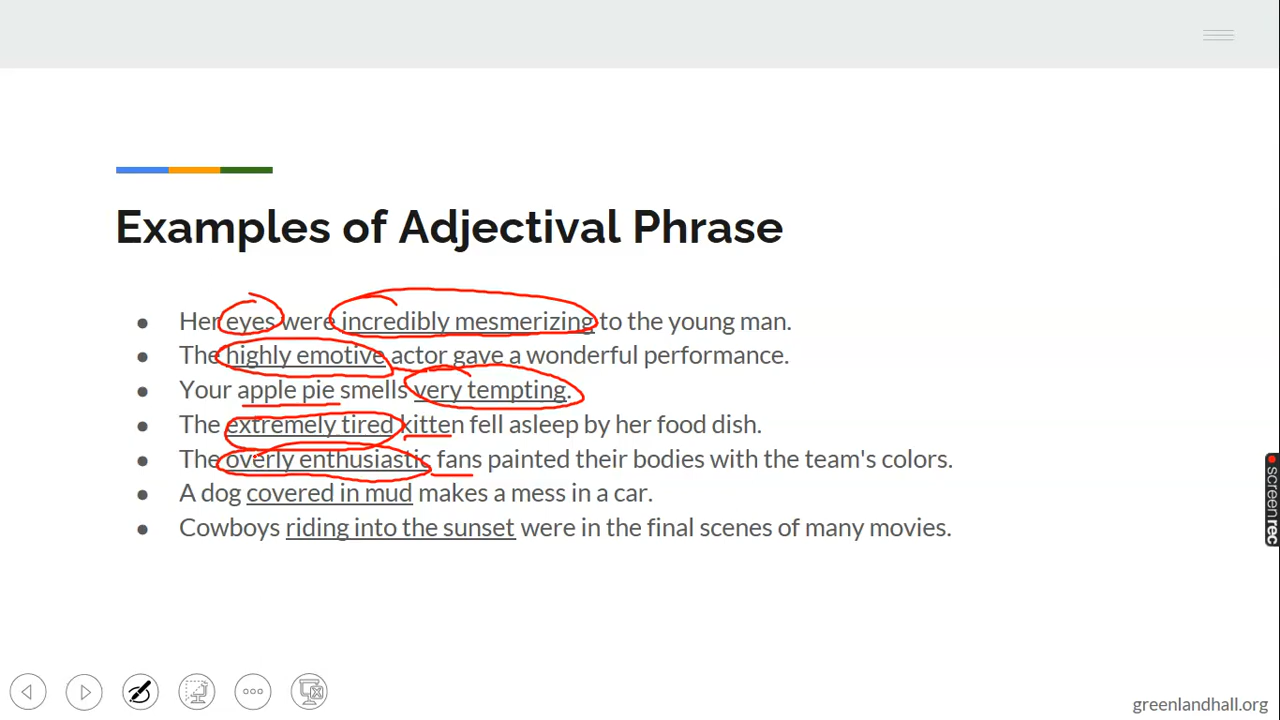 Examples of Adjectival Phrase
● Her eyes were incredibly mesmerizing to the young man.
● The highly emotive actor gave a wonderful performance.
● Your apple pie smells very tempting.
● The extremely tired kitten fell asleep by her food dish.
● The overly enthusiastic fans painted their bodies with the team's colors.
● A dog covered in mud makes a mess in a car.
● Cowboys riding into the sunset were in the final scenes of many movies.
screenrec
greenlandhall.org